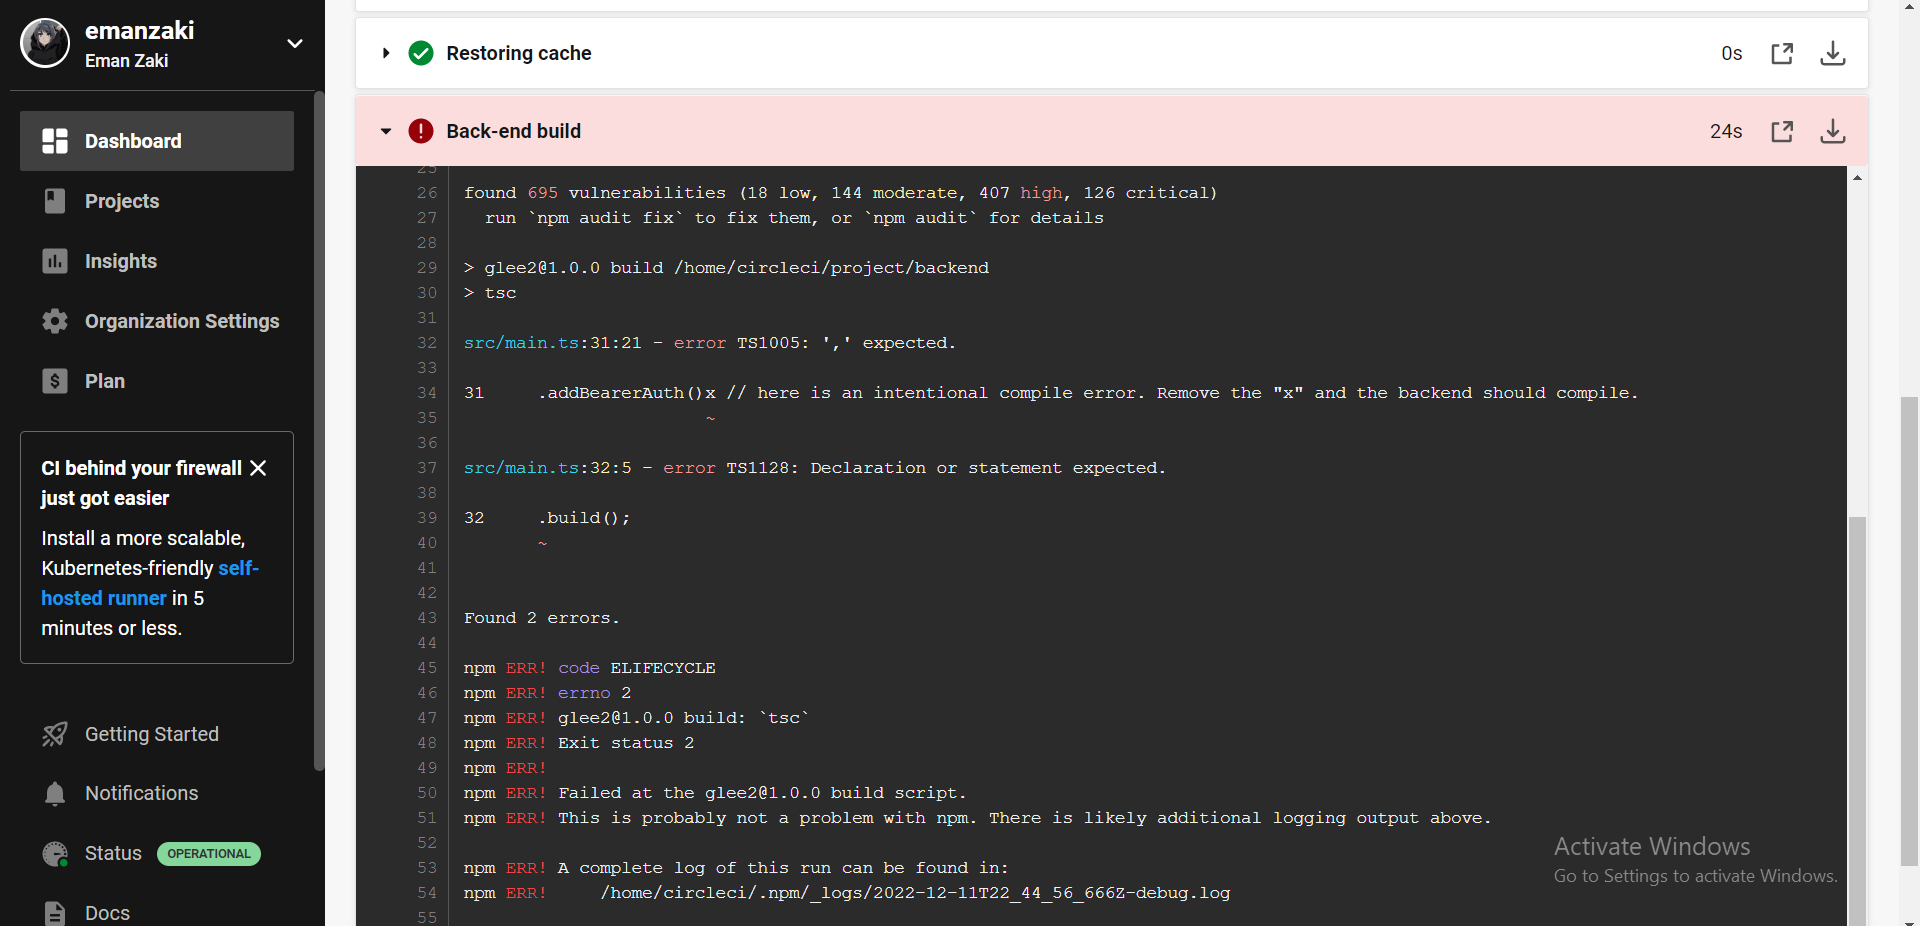 emanzaki
Eman Zaki
Dashboard
Projects
Insights
Organization Settings
Plan
CI behind your firewall
just got easier
Install a more scalable,
Kubernetes-friendly self-
hosted runner in 5
minutes or less.
Getting Started
Notifications
Status OPERATIONAL
Docs
Restoring cache 0s
Back-end build 24s
25
26 found 695 vulnerabilities (18 low, 144 moderate, 407 high, 126 critical)
27 run `npm audit fix` to fix them, or `npm audit` for details
28
29 > glee2@1.0.0 build /home/circleci/project/backend
30 > tsc
31
32 src/main.ts:31:21 - error TS1005: ',' expected.
33
34 31 .addBearerAuth()x // here is an intentional compile error. Remove the "x" and the backend should compile.
35 ~
36
37 src/main.ts:32:5 - error TS1128: Declaration or statement expected.
38
39 32 .build();
40 ~
41
42
43 Found 2 errors.
44
45 npm ERR! code ELIFECYCLE
46 npm ERR! errno 2
47 npm ERR! glee2@1.0.0 build: `tsc`
48 npm ERR! Exit status 2
49 npm ERR!
50 npm ERR! Failed at the glee2@1.0.0 build script.
51 npm ERR! This is probably not a problem with npm. There is likely additional logging output above.
52
53 npm ERR! A complete log of this run can be found in:
54 npm ERR! /home/circleci/.npm/_logs/2022-12-11T22_44_56_666Z-debug.log
55
Activate Windows
Go to Settings to activate Windows.